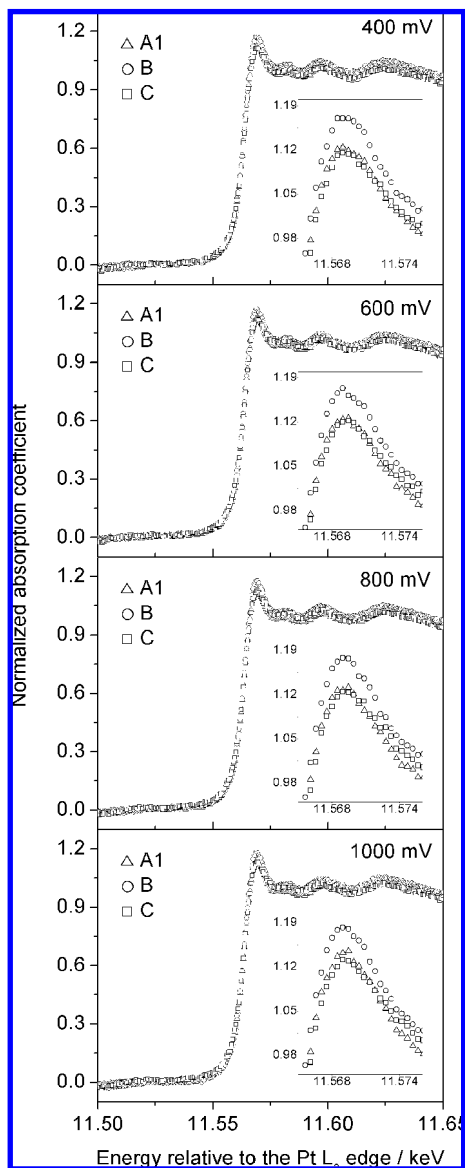 400 mV
1.2
△ A1
○ B
□ C
0.9
0.6
0.3
0.0
1.19
1.12
1.05
0.98
11.568 11.574
600 mV
1.2
△ A1
○ B
□ C
0.9
0.6
0.3
0.0
1.19
1.12
1.05
0.98
11.568 11.574
800 mV
1.2
△ A1
○ B
□ C
0.9
0.6
0.3
0.0
1.19
1.12
1.05
0.98
11.568 11.574
1000 mV
1.2
△ A1
○ B
□ C
0.9
0.6
0.3
0.0
1.19
1.12
1.05
0.98
11.568 11.574
11.50 11.55 11.60 11.65
Normalized absorption coefficient
Energy relative to the Pt L edge / keV